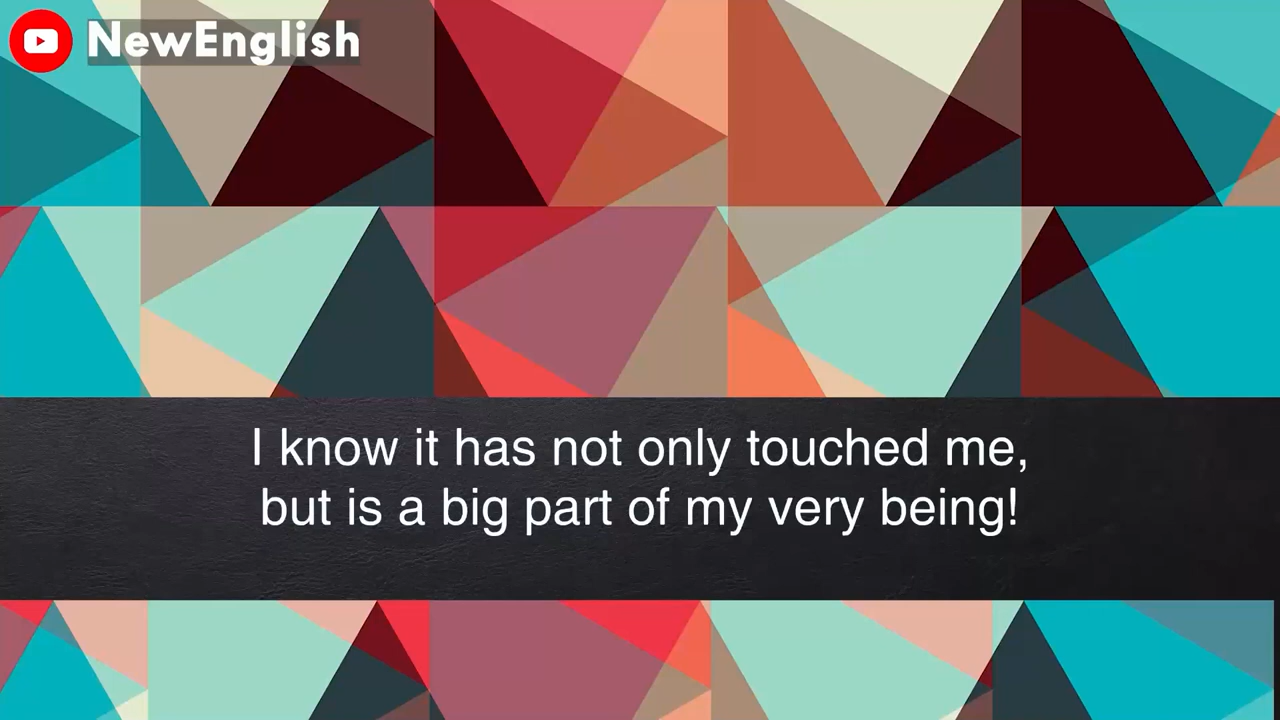 NewEnglish
I know it has not only touched me,
but is a big part of my very being!